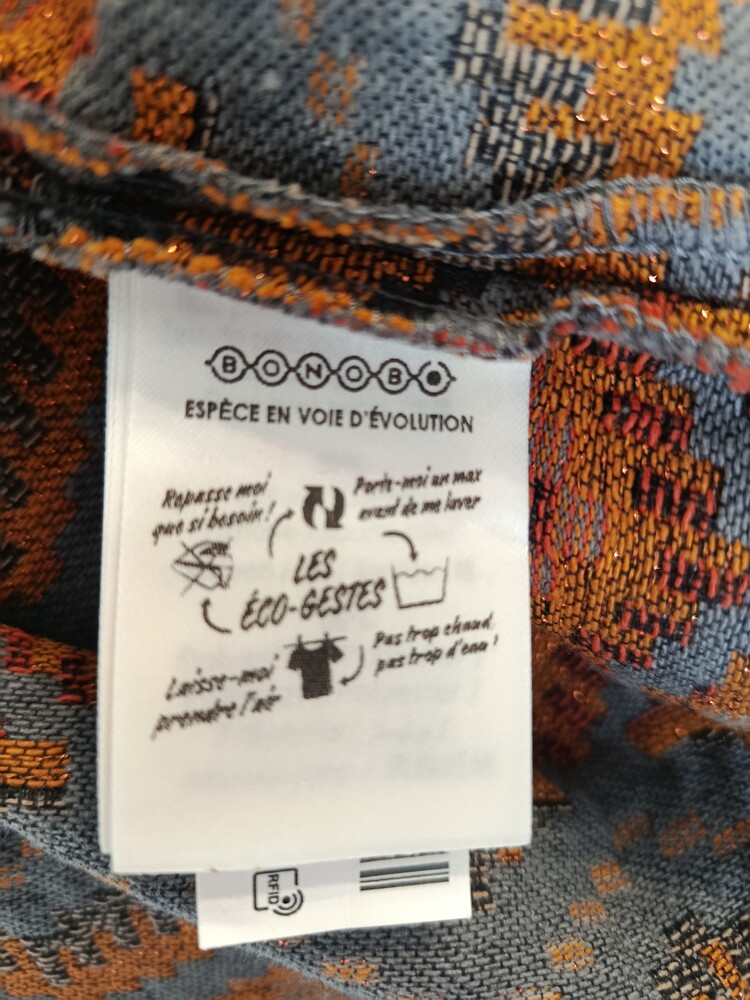 BONOBO
ESPÈCE EN VOIE D'ÉVOLUTION
Repasse moi
que si besoin !
Porte-moi un max
avant de me laver
LES
ÉCO-GESTES
Pas trop chaud,
pas trop d'eau !
Laisse-moi
prendre l'air
RFID